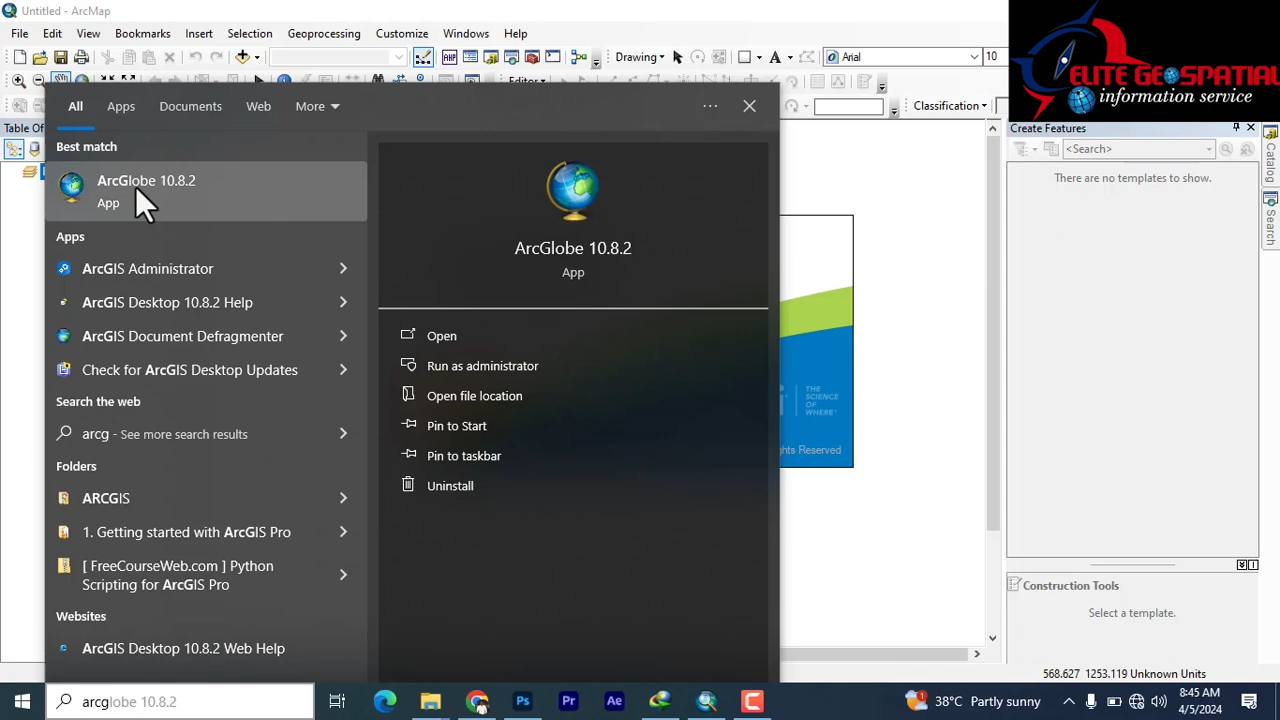 Untitled - ArcMap
File Edit View Bookmarks Insert Selection Geoprocessing Customize Windows Help
Drawing Arial 10
ELITE GEOSPATIAL
information service
Editor
All Apps Documents Web More
Classification
Table Of
Best match
ArcGlobe 10.8.2
App
Apps
ArcGIS Administrator
ArcGIS Desktop 10.8.2 Help
ArcGIS Document Defragmenter
Check for ArcGIS Desktop Updates
Search the web
arcg - See more search results
Folders
ARCGIS
1. Getting started with ArcGIS Pro
[ FreeCourseWeb.com ] Python
Scripting for ArcGIS Pro
Websites
ArcGIS Desktop 10.8.2 Web Help
ArcGlobe 10.8.2
App
Open
Run as administrator
Open file location
Pin to Start
Pin to taskbar
Uninstall
THE
SCIENCE
OF
WHERE®
ghts Reserved
Create Features
<Search>
There are no templates to show.
Catalog
Search
Construction Tools
Select a template.
568.627 1253.119 Unknown Units
arcglobe 10.8.2
Ps Pr Ae
38°C Partly sunny
8:45 AM
4/5/2024